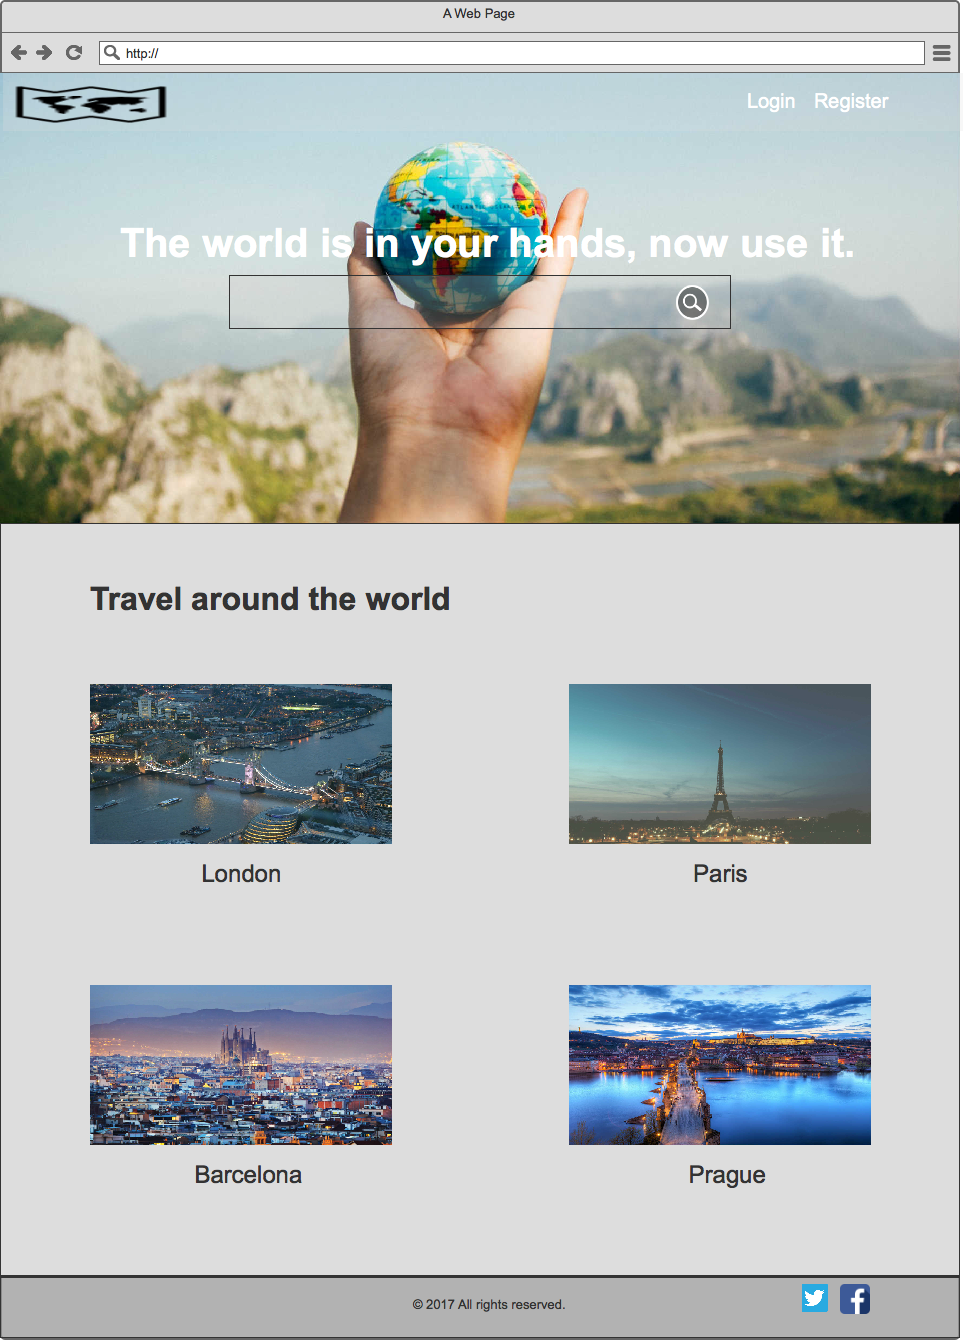 A Web Page
http://
Login Register
The world is in your hands, now use it.
Travel around the world
London
Paris
Barcelona
Prague
© 2017 All rights reserved.